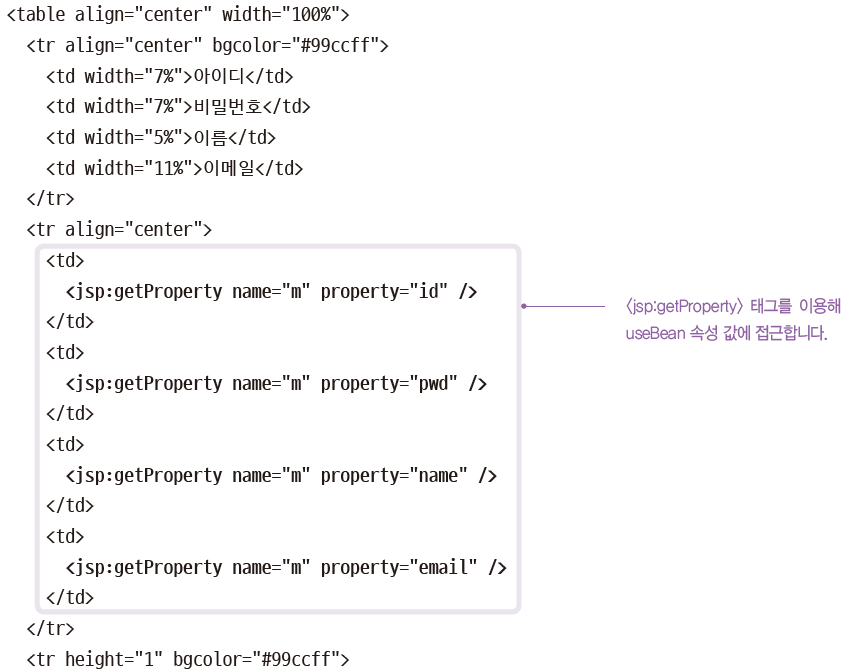 <table align="center" width="100%">
<tr align="center" bgcolor="#99ccff">
<td width="7%">아이디</td>
<td width="7%">비밀번호</td>
<td width="5%">이름</td>
<td width="11%">이메일</td>
</tr>
<tr align="center">
<td>
<jsp:getProperty name="m" property="id" />
</td>
<td>
<jsp:getProperty name="m" property="pwd" />
</td>
<td>
<jsp:getProperty name="m" property="name" />
</td>
<td>
<jsp:getProperty name="m" property="email" />
</td>
</tr>
<tr height="1" bgcolor="#99ccff">
〈jsp:getProperty〉 태그를 이용해
useBean 속성 값에 접근합니다.